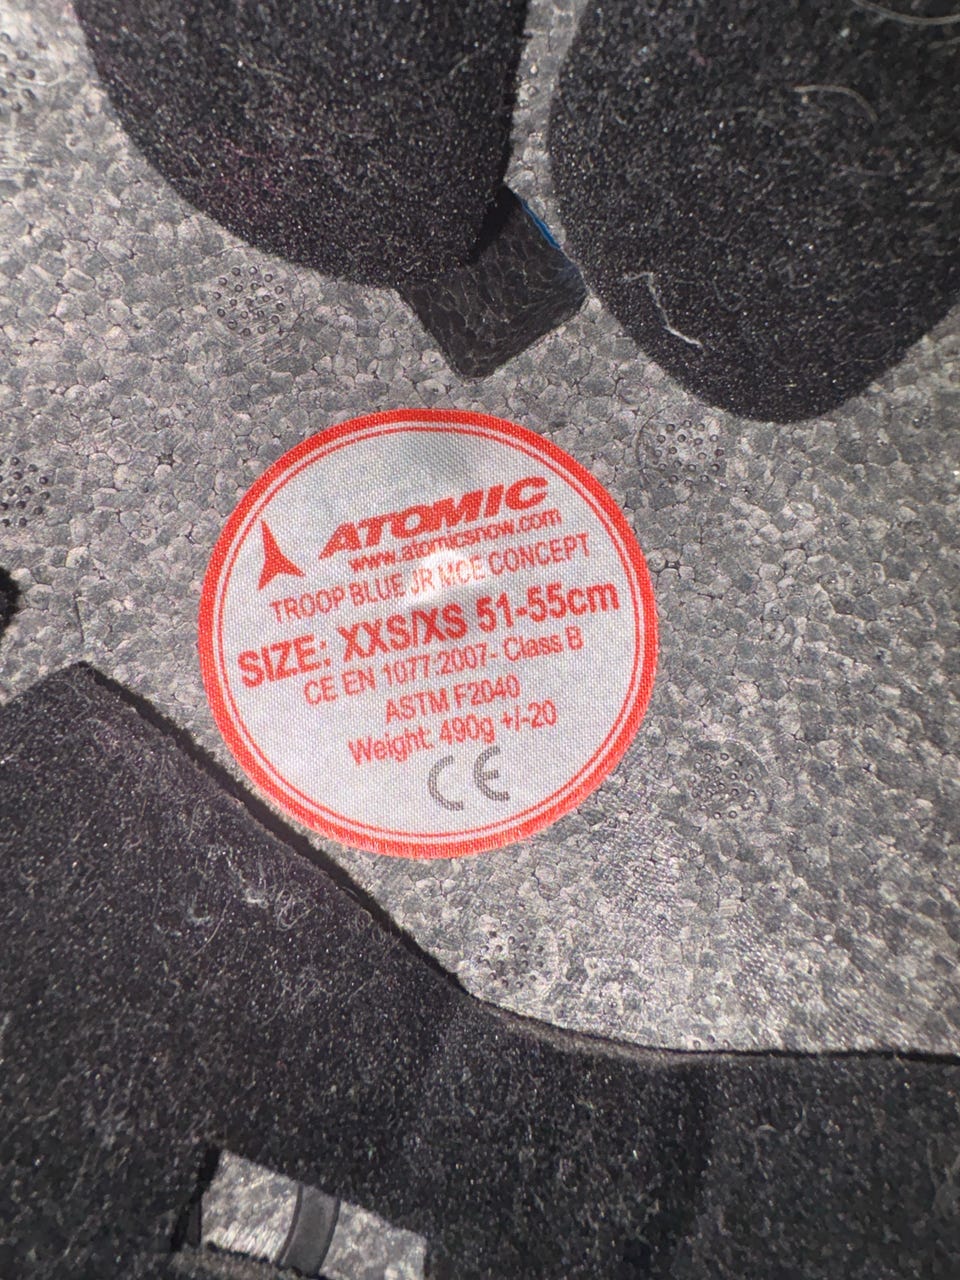 ATOMIC
www.atomicsnow.com
TROOP BLUE JR MOE CONCEPT
SIZE: XXS/XS 51-55cm
CE EN 1077:2007- Class B
ASTM F2040
Weight: 490g +/-20
CE